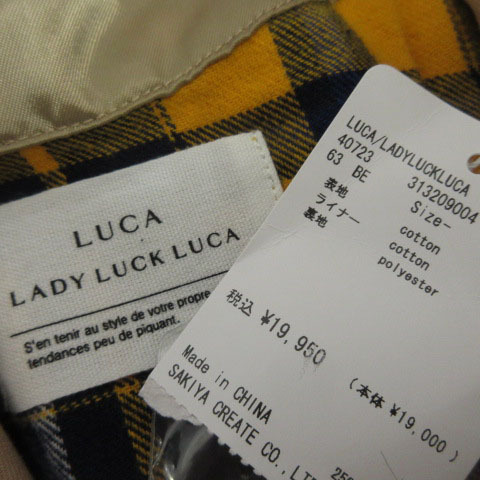 LUCA
LADY LUCK LUCA
S'en tenir au style de votre propre
tendances peu de piquant.
LUCA/LADYLUCKLUCA
40723 313209004
63 BE Size-
表地 cotton
ライナー cotton
裏地 polyester
税込 ¥19,950
(本体 ¥19,000)
Made in CHINA
SAKIYA CREATE CO.,